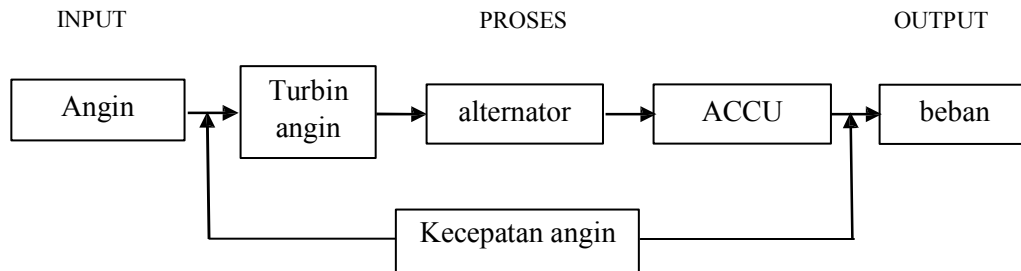 INPUT
PROSES
OUTPUT
Angin
Turbin
angin
alternator
ACCU
beban
Kecepatan angin